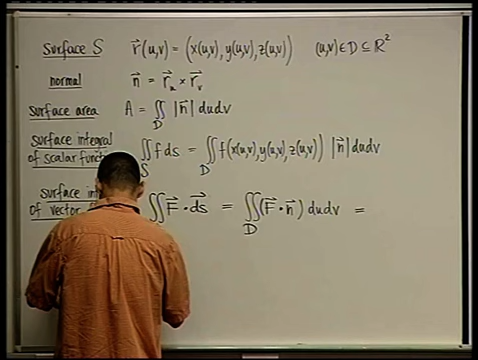 Surface S r⃗(u,v) = (x(u,v), y(u,v), z(u,v)) (u,v) ∈ D ⊆ ℝ²
normal n⃗ = r⃗ᵤ × r⃗ᵥ
surface area A = ∬_D |n⃗| du dv
surface integral of scalar function ∬_S f ds = ∬_D f(x(u,v), y(u,v), z(u,v)) |n⃗| du dv
surface
of vector ∬ F⃗ · ds⃗ = ∬_D (F⃗ · n⃗) du dv =